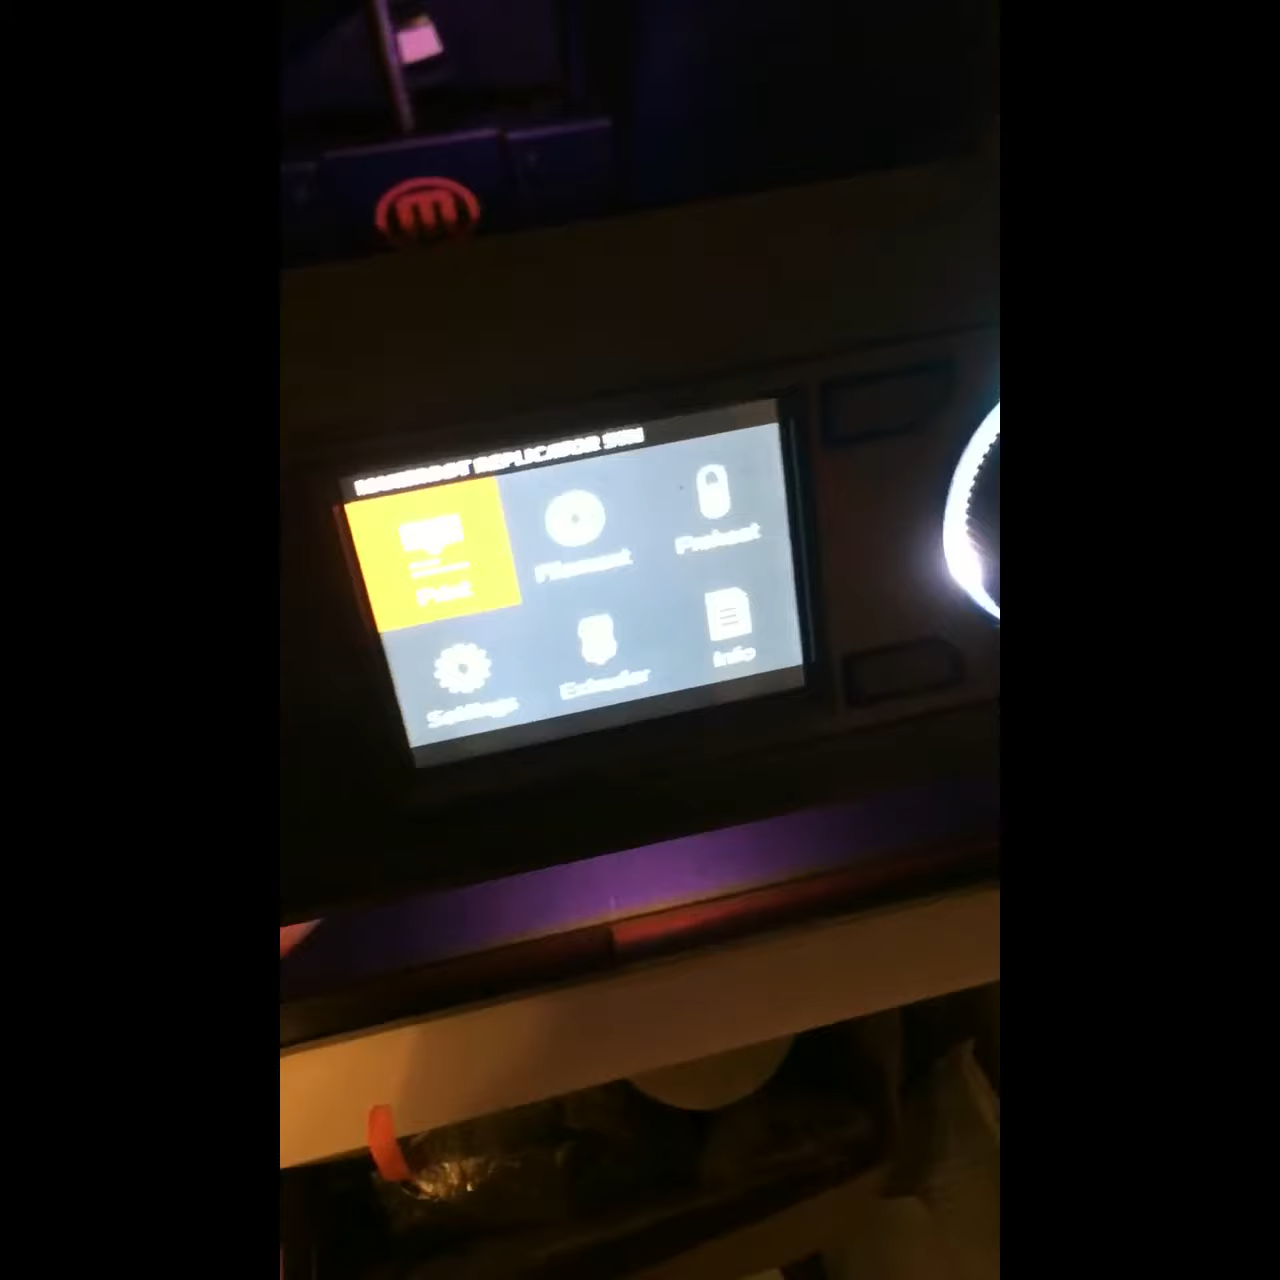 MAKERBOT REPLICATOR
Print
Filament
Preheat
Settings
Extruder
Info